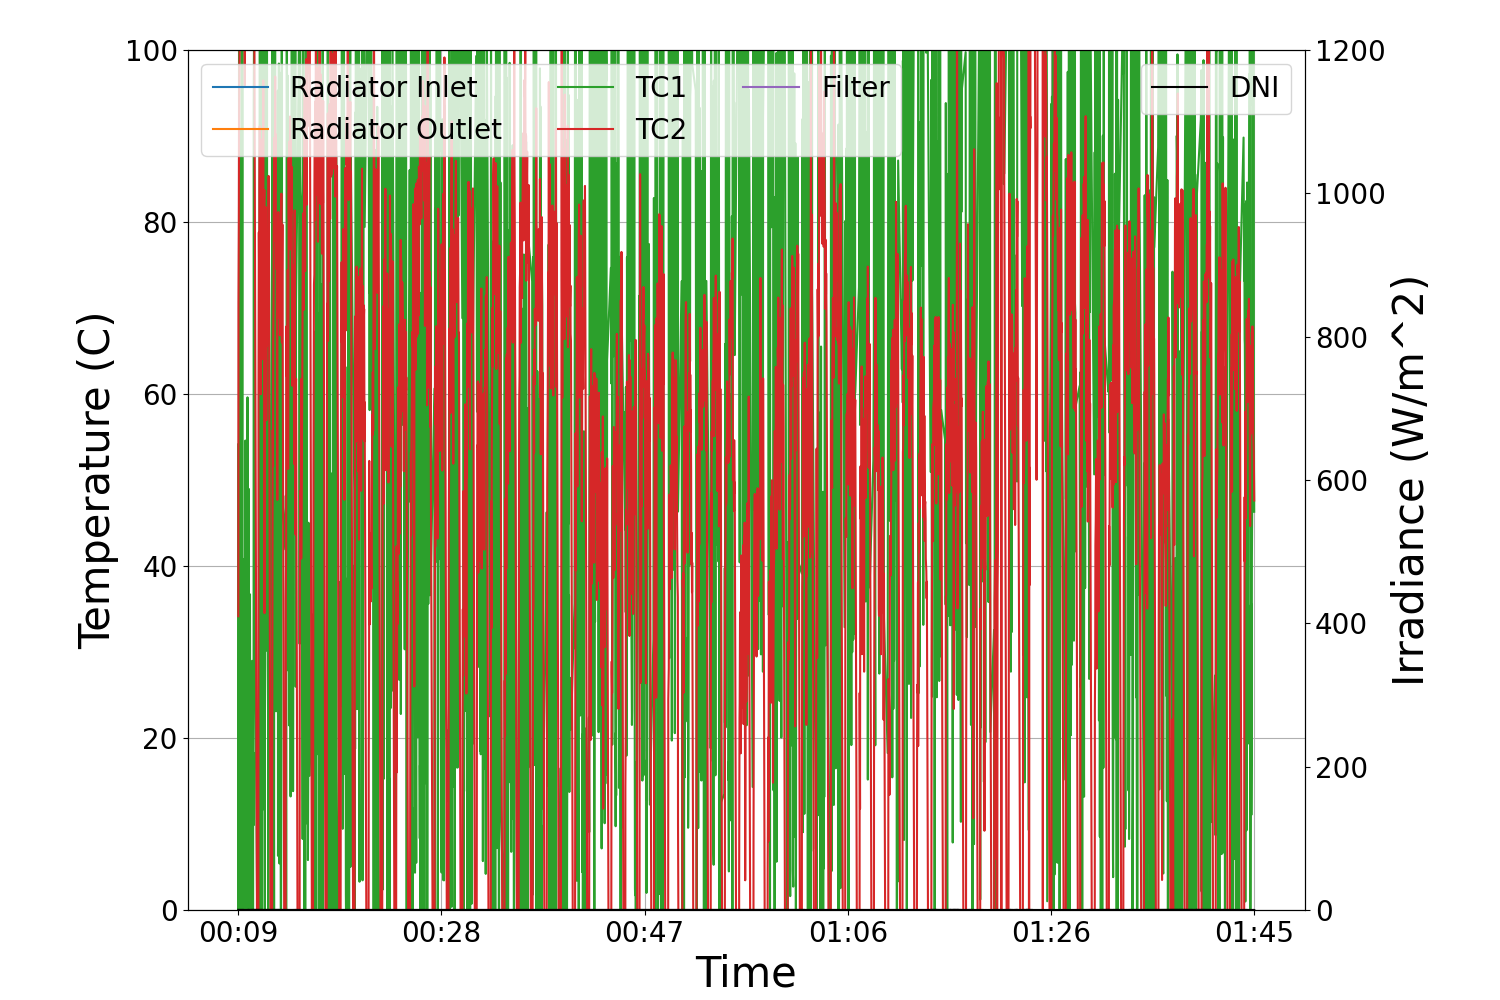 100
80
60
40
20
0
Temperature (C)
Radiator Inlet
Radiator Outlet
TC1
TC2
Filter
DNI
1200
1000
800
600
400
200
0
Irradiance (W/m^2)
00:09
00:28
00:47
01:06
01:26
01:45
Time